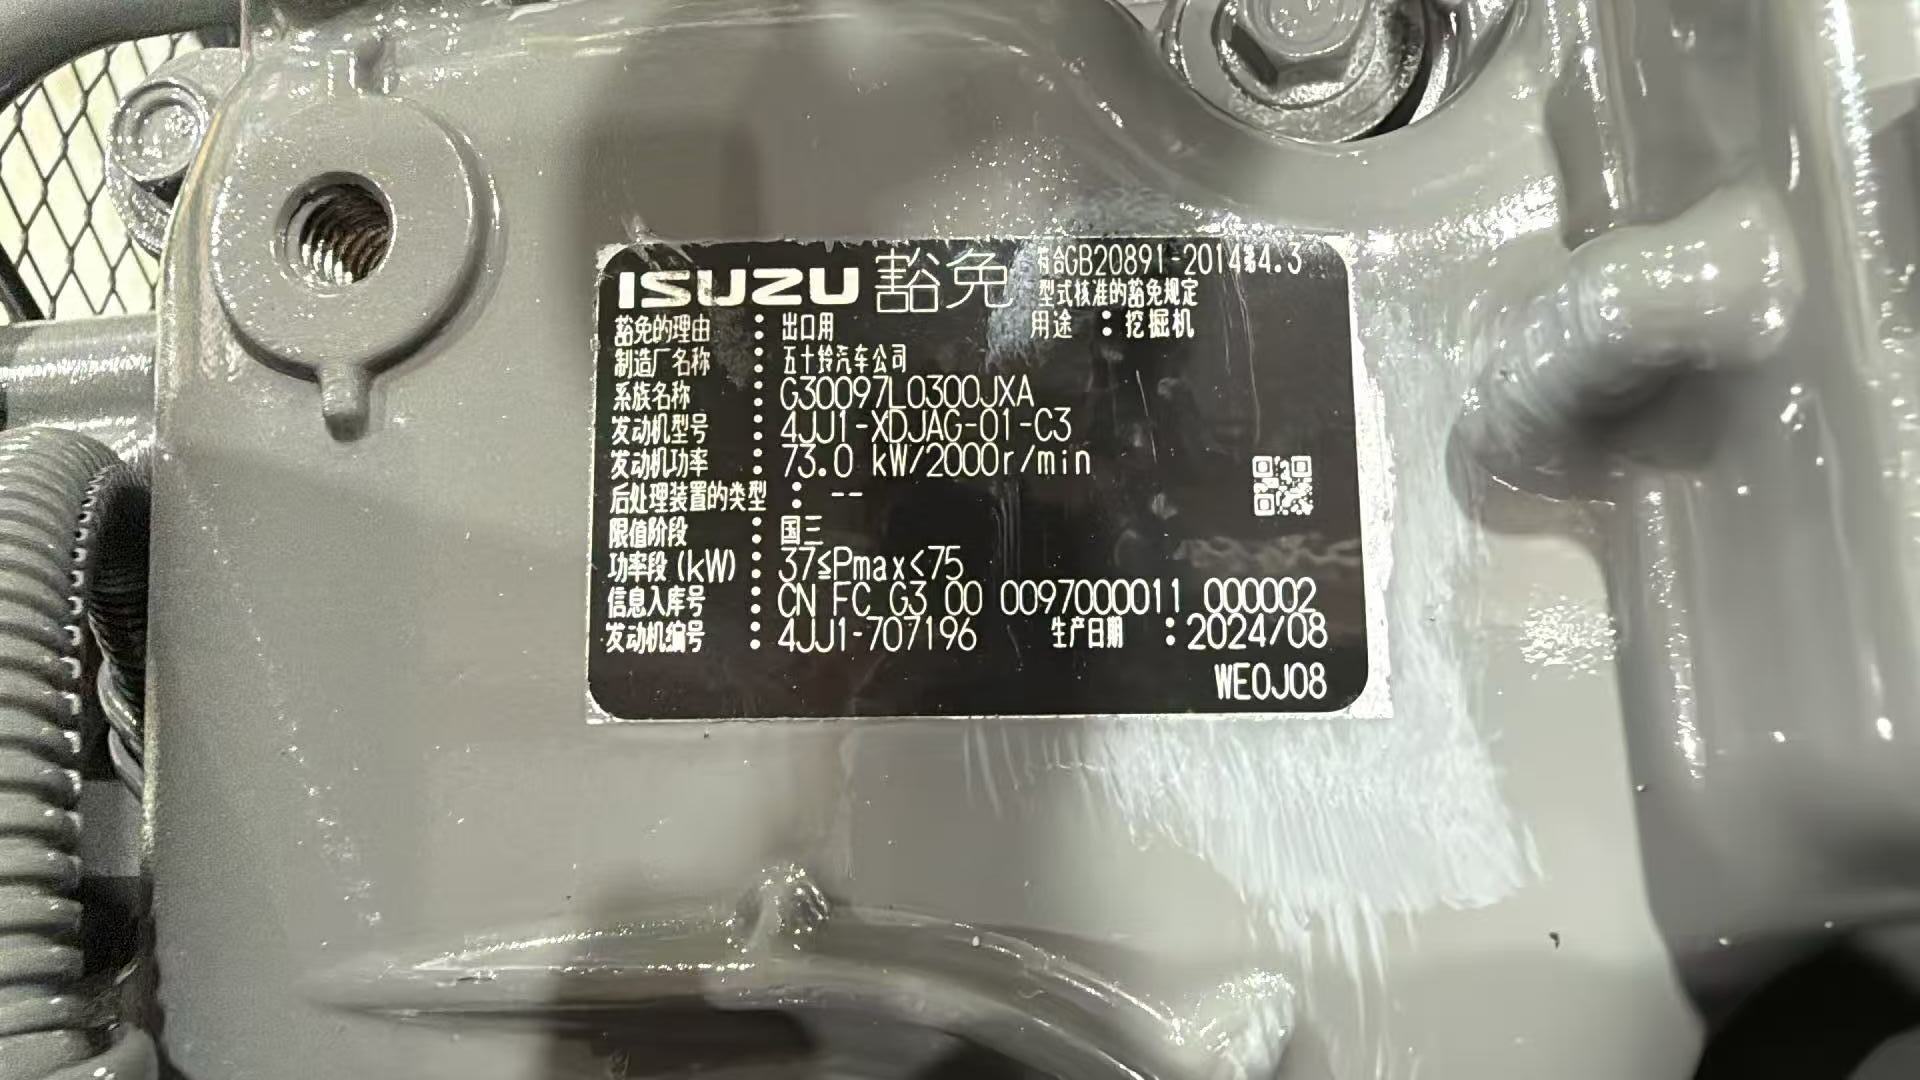 ISUZU 豁免 符合GB20891-2014第4.3
型式核准的豁免规定
豁免的理由 : 出口用 用途 : 挖掘机
制造厂名称 : 五十铃汽车公司
系族名称 : G30097L0300JXA
发动机型号 : 4JJ1-XDJAG-01-C3
发动机功率 : 73.0 kW/2000r/min
后处理装置的类型 : --
限值阶段 : 国三
功率段(kW) : 37≤Pmax<75
信息入库号 : CN FC G3 00 0097000011 000002
发动机编号 : 4JJ1-707196 生产日期 : 2024/08
WE0J08